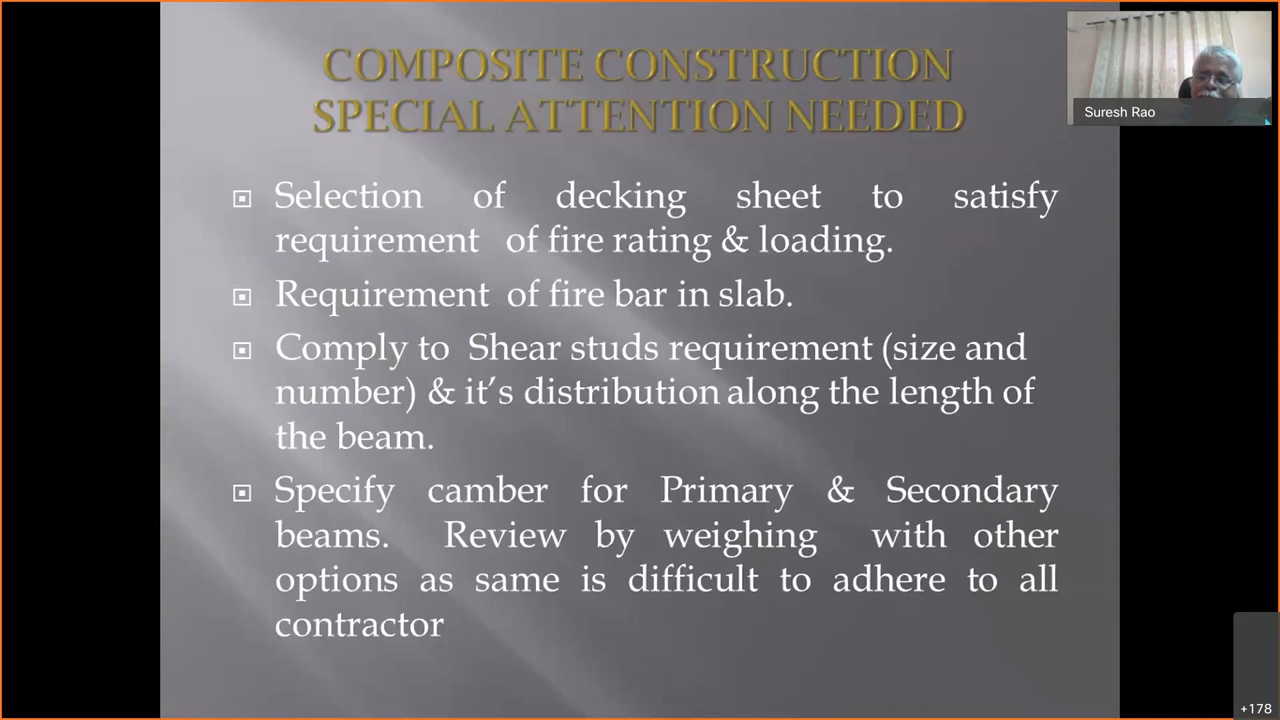 COMPOSITE CONSTRUCTION
SPECIAL ATTENTION NEEDED
Selection of decking sheet to satisfy
requirement of fire rating & loading.
Requirement of fire bar in slab.
Comply to Shear studs requirement (size and
number) & it’s distribution along the length of
the beam.
Specify camber for Primary & Secondary
beams. Review by weighing with other
options as same is difficult to adhere to all
contractor
Suresh Rao
+178